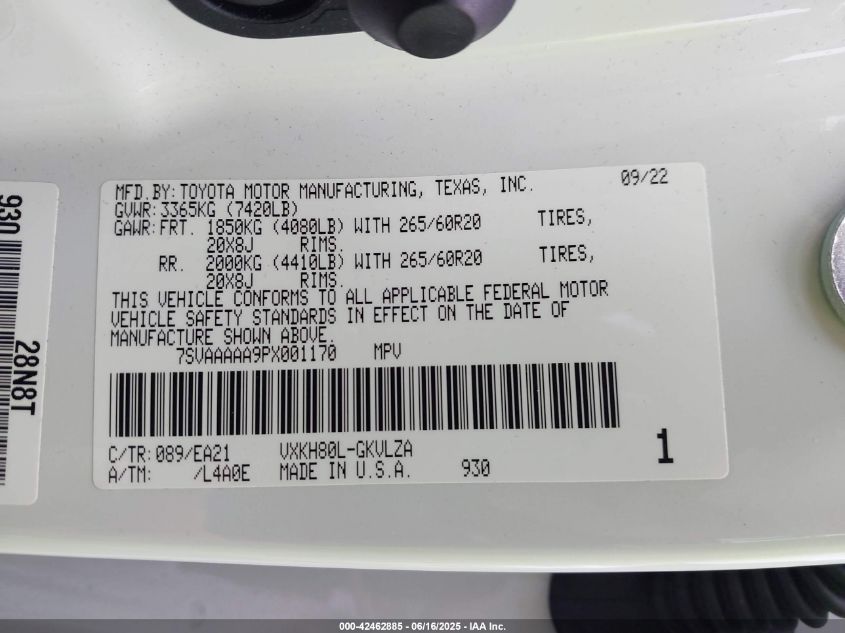 MFD.BY: TOYOTA MOTOR MANUFACTURING, TEXAS, INC. 09/22
GVWR: 3365KG (7420LB)
GAWR: FRT. 1850KG (4080LB) WITH 265/60R20 TIRES,
20X8J RIMS.
RR. 2000KG (4410LB) WITH 265/60R20 TIRES,
20X8J RIMS.
THIS VEHICLE CONFORMS TO ALL APPLICABLE FEDERAL MOTOR
VEHICLE SAFETY STANDARDS IN EFFECT ON THE DATE OF
MANUFACTURE SHOWN ABOVE.
7SVAAAAA9PX001170 MPV
C/TR: 089/EA21 VXKH80L-GKVLZA 1
A/TM: /L4A0E MADE IN U.S.A. 930
930
28N8T
000-42462885 - 06/16/2025 - IAA Inc.